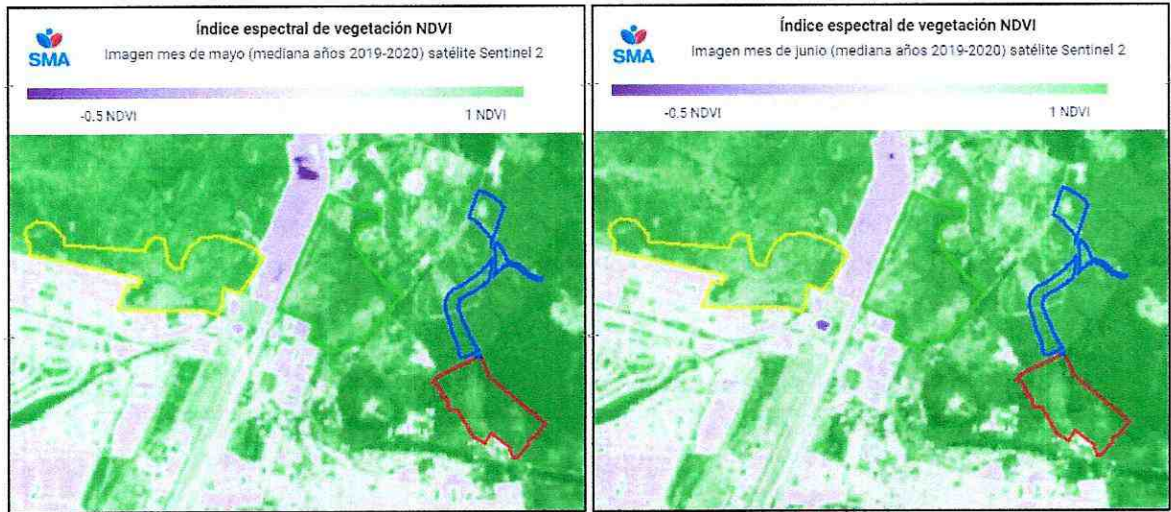 Índice espectral de vegetación NDVI
SMA
Imagen mes de mayo (mediana años 2019-2020) satélite Sentinel 2
-0.5 NDVI
1 NDVI
Índice espectral de vegetación NDVI
SMA
Imagen mes de junio (mediana años 2019-2020) satélite Sentinel 2
-0.5 NDVI
1 NDVI